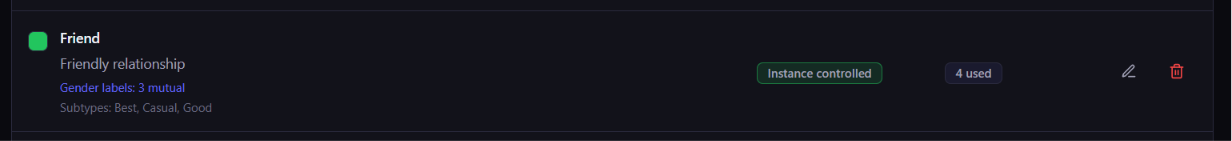 Friend
Friendly relationship
Gender labels: 3 mutual
Subtypes: Best, Casual, Good
Instance controlled
4 used